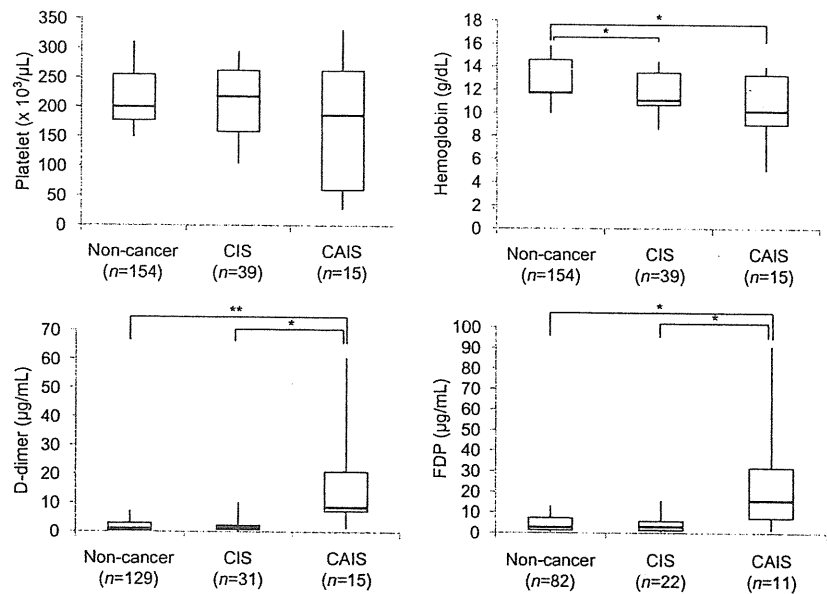 Platelet (x 10³/µL)
350
300
250
200
150
100
50
0
Non-cancer
(n=154)
CIS
(n=39)
CAIS
(n=15)
Hemoglobin (g/dL)
18
16
14
12
10
8
6
4
2
0
*
*
Non-cancer
(n=154)
CIS
(n=39)
CAIS
(n=15)
D-dimer (µg/mL)
70
60
50
40
30
20
10
0
**
*
Non-cancer
(n=129)
CIS
(n=31)
CAIS
(n=15)
FDP (µg/mL)
100
90
80
70
60
50
40
30
20
10
0
*
*
Non-cancer
(n=82)
CIS
(n=22)
CAIS
(n=11)